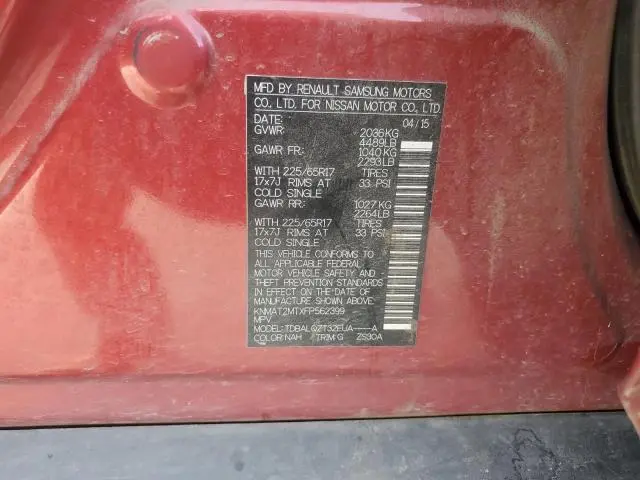 MFD BY RENAULT SAMSUNG MOTORS
CO., LTD. FOR NISSAN MOTOR CO., LTD.
DATE: 04/15
GVWR: 2036KG
4489LB
GAWR FR: 1040KG
2293LB
WITH 225/65R17 TIRES
17x7J RIMS AT 33 PSI
COLD SINGLE
GAWR RR: 1027KG
2264LB
WITH 225/65R17 TIRES
17x7J RIMS AT 33 PSI
COLD SINGLE
THIS VEHICLE CONFORMS TO
ALL APPLICABLE FEDERAL
MOTOR VEHICLE SAFETY AND
THEFT PREVENTION STANDARDS
IN EFFECT ON THE DATE OF
MANUFACTURE SHOWN ABOVE.
KNMAT2MTXFP562399
MPV
MODEL: TDBALQZT32EUA-----A
COLOR:NAH /TRIM:G ZS30A